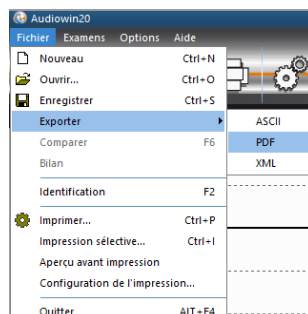 Audiowin20
Fichier Examens Options Aide
Nouveau Ctrl+N
Ouvrir... Ctrl+O
Enregistrer Ctrl+S
Exporter ASCII
Comparer F6 PDF
Bilan XML
Identification F2
Imprimer... Ctrl+P
Impression sélective... Ctrl+I
Aperçu avant impression
Configuration de l'impression...
Quitter ALT+F4